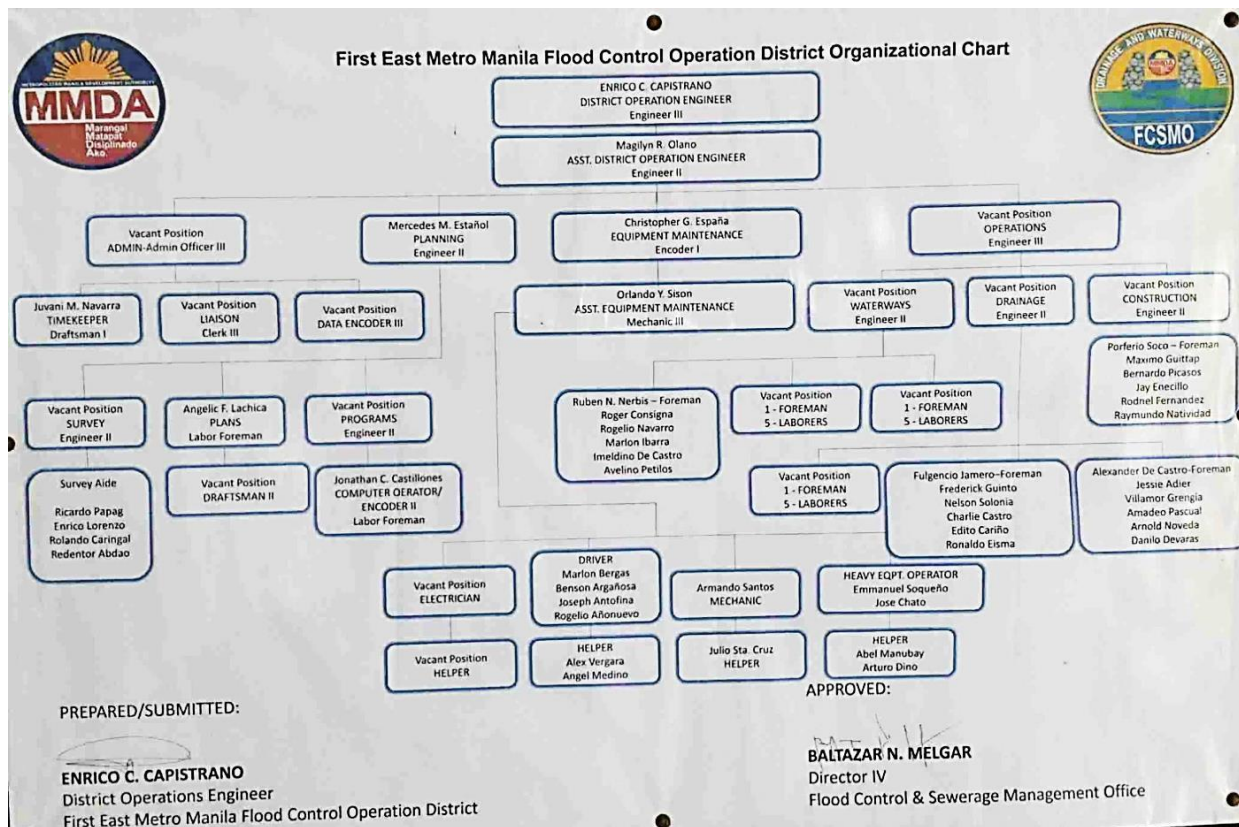 First East Metro Manila Flood Control Operation District Organizational Chart
METROPOLITAN MANILA DEVELOPMENT AUTHORITY
MMDA
Marangal
Matapat
Disiplinado
Ako.
DRAINAGE AND WATERWAYS DIVISION
MMDA
FCSMO
ENRICO C. CAPISTRANO
DISTRICT OPERATION ENGINEER
Engineer III
Magilyn R. Olano
ASST. DISTRICT OPERATION ENGINEER
Engineer II
Vacant Position
ADMIN-Admin Officer III
Mercedes M. Estañol
PLANNING
Engineer II
Christopher G. España
EQUIPMENT MAINTENANCE
Encoder I
Vacant Position
OPERATIONS
Engineer III
Juvani M. Navarra
TIMEKEEPER
Draftsman I
Vacant Position
LIAISON
Clerk III
Vacant Position
DATA ENCODER III
Orlando Y. Sison
ASST. EQUIPMENT MAINTENANCE
Mechanic III
Vacant Position
WATERWAYS
Engineer II
Vacant Position
DRAINAGE
Engineer II
Vacant Position
CONSTRUCTION
Engineer II
Porferio Soco – Foreman
Maximo Guittap
Bernardo Picasos
Jay Enecillo
Rodnel Fernandez
Raymundo Natividad
Vacant Position
SURVEY
Engineer II
Angelic F. Lachica
PLANS
Labor Foreman
Vacant Position
PROGRAMS
Engineer II
Ruben N. Nerbis – Foreman
Roger Consigna
Rogelio Navarro
Marlon Ibarra
Imeldino De Castro
Avelino Petilos
Vacant Position
1 - FOREMAN
5 - LABORERS
Vacant Position
1 - FOREMAN
5 - LABORERS
Survey Aide
Ricardo Papag
Enrico Lorenzo
Rolando Caringal
Redentor Abdao
Vacant Position
DRAFTSMAN II
Jonathan C. Castillones
COMPUTER OERATOR/
ENCODER II
Labor Foreman
Vacant Position
1 - FOREMAN
5 - LABORERS
Fulgencio Jamero–Foreman
Frederick Guinto
Nelson Solonia
Charlie Castro
Edito Cariño
Ronaldo Eisma
Alexander De Castro-Foreman
Jessie Adier
Villamor Grengia
Amadeo Pascual
Arnold Noveda
Danilo Devaras
Vacant Position
ELECTRICIAN
DRIVER
Marlon Bergas
Benson Argañosa
Joseph Antofina
Rogelio Añonuevo
Armando Santos
MECHANIC
HEAVY EQPT. OPERATOR
Emmanuel Soqueño
Jose Chato
Vacant Position
HELPER
HELPER
Alex Vergara
Angel Medino
Julio Sta. Cruz
HELPER
HELPER
Abel Manubay
Arturo Dino
PREPARED/SUBMITTED:
ENRICO C. CAPISTRANO
District Operations Engineer
First East Metro Manila Flood Control Operation District
APPROVED:
BALTAZAR N. MELGAR
Director IV
Flood Control & Sewerage Management Office